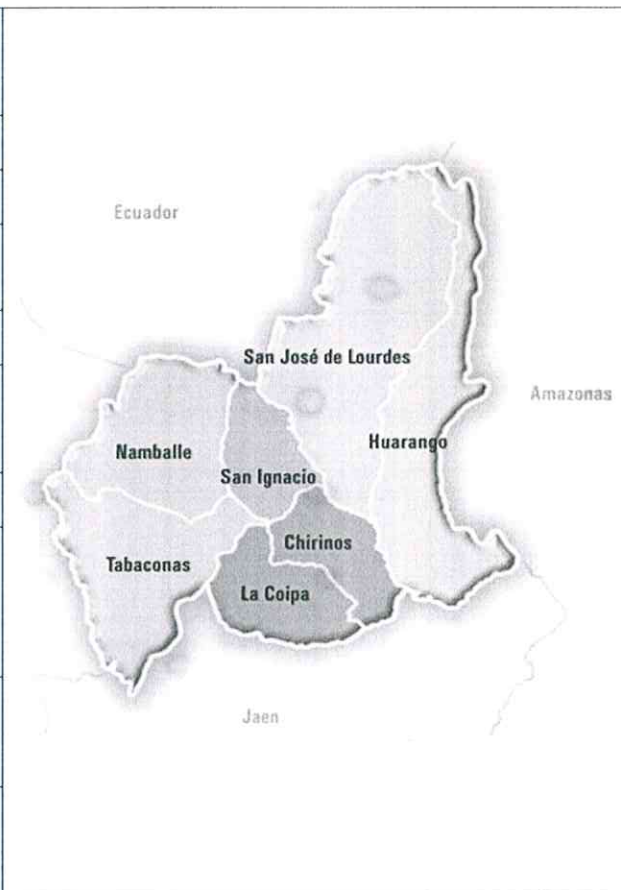 Ecuador
San José de Lourdes
Amazonas
Huarango
Namballe
San Ignacio
Chirinos
Tabaconas
La Coipa
Jaen